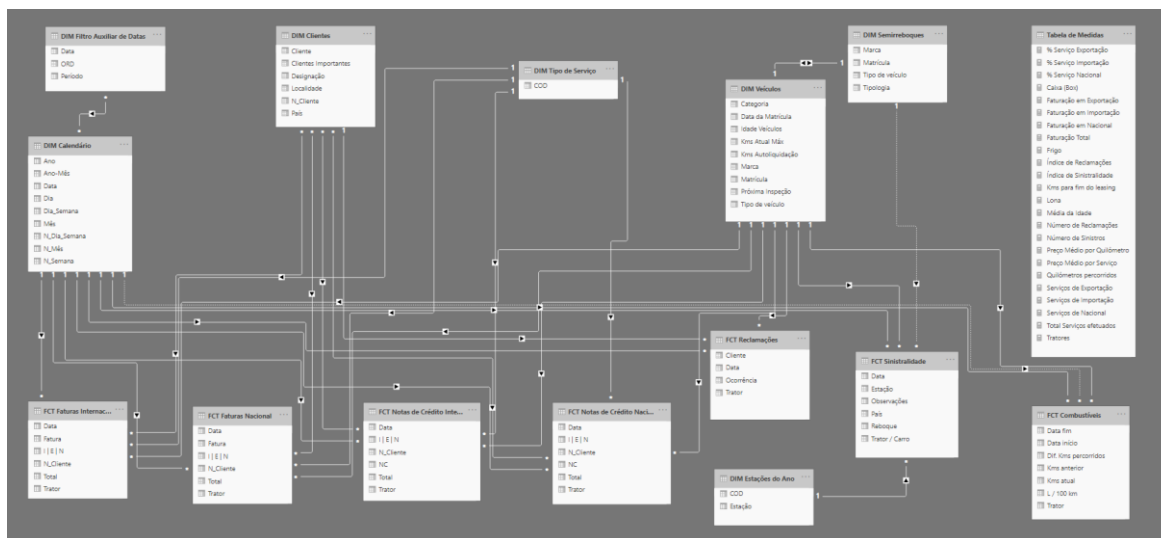 DIM Filtro Auxiliar de Datas
Data
ORD
Período
DIM Clientes
Cliente
Clientes Importantes
Designação
Localidade
N_Cliente
País
DIM Tipo de Serviço
COD
DIM Veículos
Categoria
Data da Matrícula
Idade Veículos
Kms Atual Máx
Kms Autoliquidação
Marca
Matrícula
Próxima Inspeção
Tipo de veículo
DIM Semirreboques
Marca
Matrícula
Tipo de veículo
Tipologia
Tabela de Medidas
% Serviço Exportação
% Serviço Importação
% Serviço Nacional
Caixa (Box)
Faturação em Exportação
Faturação em Importação
Faturação em Nacional
Faturação Total
Frigo
Índice de Reclamações
Índice de Sinistralidade
Kms para fim do leasing
Lona
Média da Idade
Número de Reclamações
Número de Sinistros
Preço Médio por Quilómetro
Preço Médio por Serviço
Quilómetros percorridos
Serviços de Exportação
Serviços de Importação
Serviços de Nacional
Total Serviços efetuados
Tratores
DIM Calendário
Ano
Ano-Mês
Data
Dia
Dia_Semana
Mês
N_Dia_Semana
N_Mês
N_Semana
FCT Faturas Internac...
Data
Fatura
I | E | N
N_Cliente
Total
Trator
FCT Faturas Nacional
Data
Fatura
I | E | N
N_Cliente
Total
Trator
FCT Notas de Crédito Inte...
Data
I | E | N
N_Cliente
NC
Total
Trator
FCT Notas de Crédito Naci...
Data
I | E | N
N_Cliente
NC
Total
Trator
FCT Reclamações
Cliente
Data
Ocorrência
Trator
FCT Sinistralidade
Data
Estação
Observações
País
Reboque
Trator / Carro
DIM Estações do Ano
COD
Estação
FCT Combustíveis
Data fim
Data início
Dif. Kms percorridos
Kms anterior
Kms atual
L / 100 km
Trator